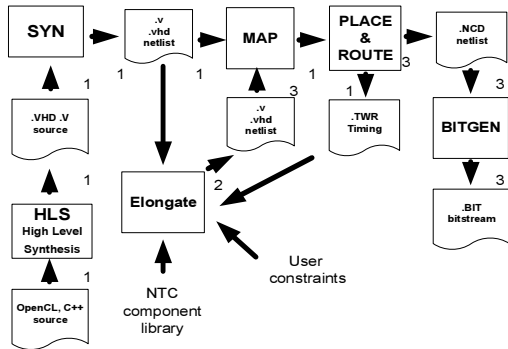 SYN
.v
.vhd
netlist
MAP
PLACE
&
ROUTE
.NCD
netlist
1
1
1
1
3
1
3
3
.VHD .V
source
.v
.vhd
netlist
.TWR
Timing
BITGEN
1
2
3
HLS
High Level
Synthesis
Elongate
.BIT
bitstream
1
OpenCL, C++
source
NTC
component
library
User
constraints